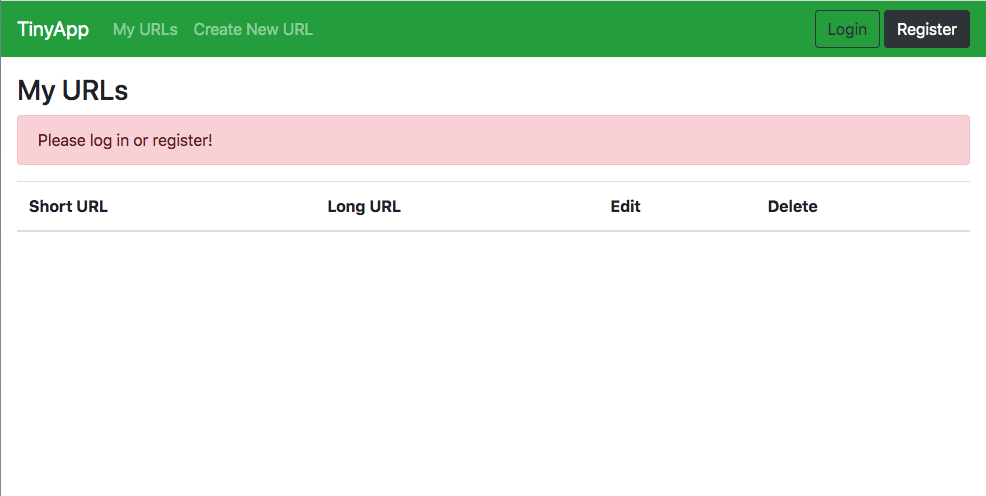 TinyApp My URLs Create New URL Login Register
My URLs
Please log in or register!
Short URL Long URL Edit Delete